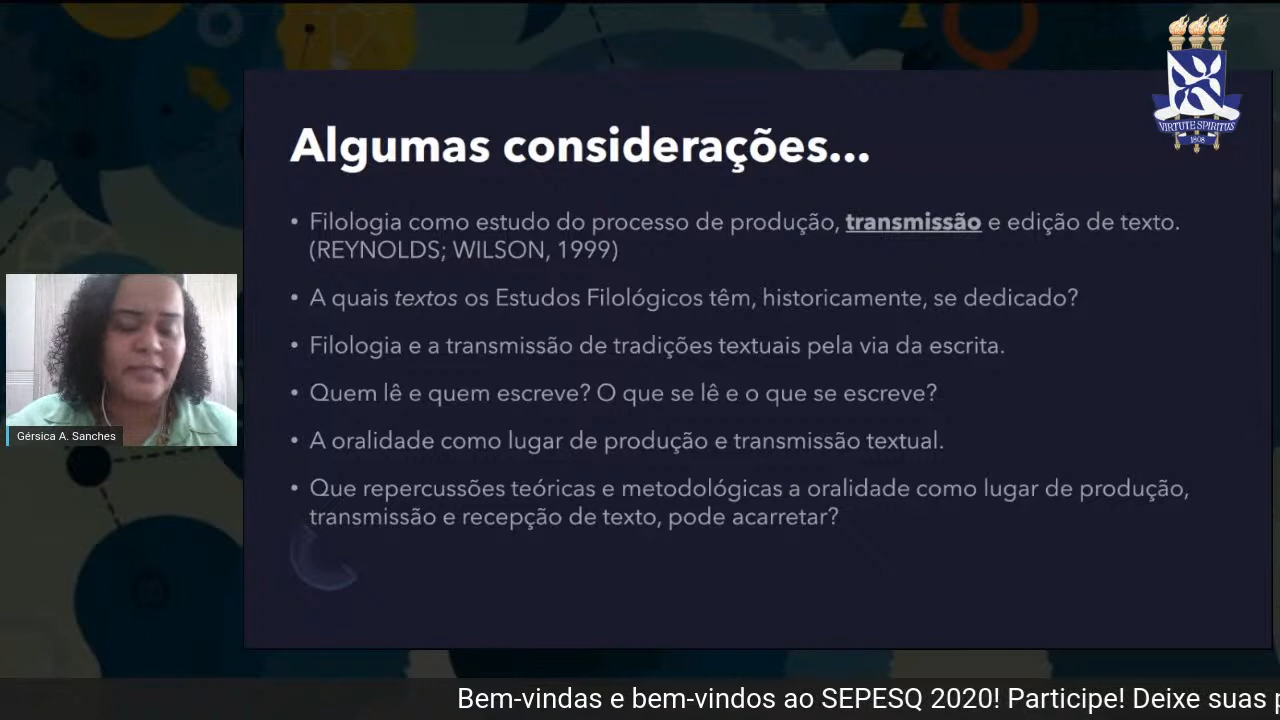 VIRTUTE SPIRITUS
1808
Algumas considerações...
• Filologia como estudo do processo de produção, transmissão e edição de texto.
(REYNOLDS; WILSON, 1999)
• A quais textos os Estudos Filológicos têm, historicamente, se dedicado?
• Filologia e a transmissão de tradições textuais pela via da escrita.
• Quem lê e quem escreve? O que se lê e o que se escreve?
• A oralidade como lugar de produção e transmissão textual.
• Que repercussões teóricas e metodológicas a oralidade como lugar de produção,
transmissão e recepção de texto, pode acarretar?
Gérsica A. Sanches
Bem-vindas e bem-vindos ao SEPESQ 2020! Participe! Deixe suas p